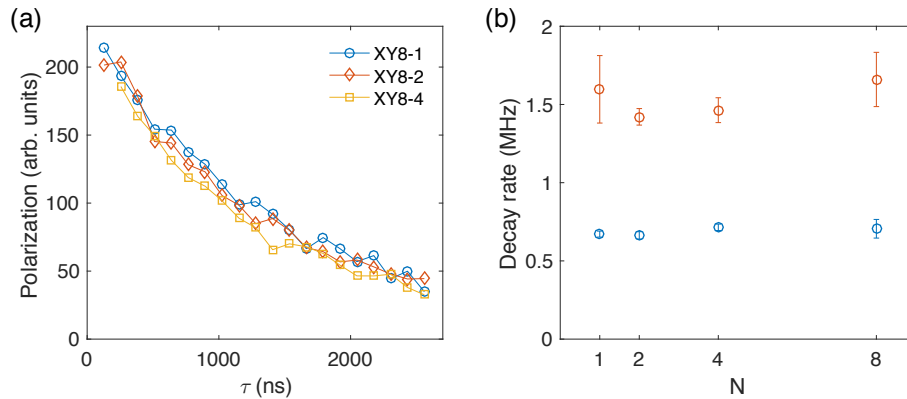 (a)
Polarization (arb. units)
200
150
100
50
0
0
1000
2000
τ (ns)
XY8-1
XY8-2
XY8-4
(b)
Decay rate (MHz)
2
1.5
1
0.5
0
1
2
4
8
N